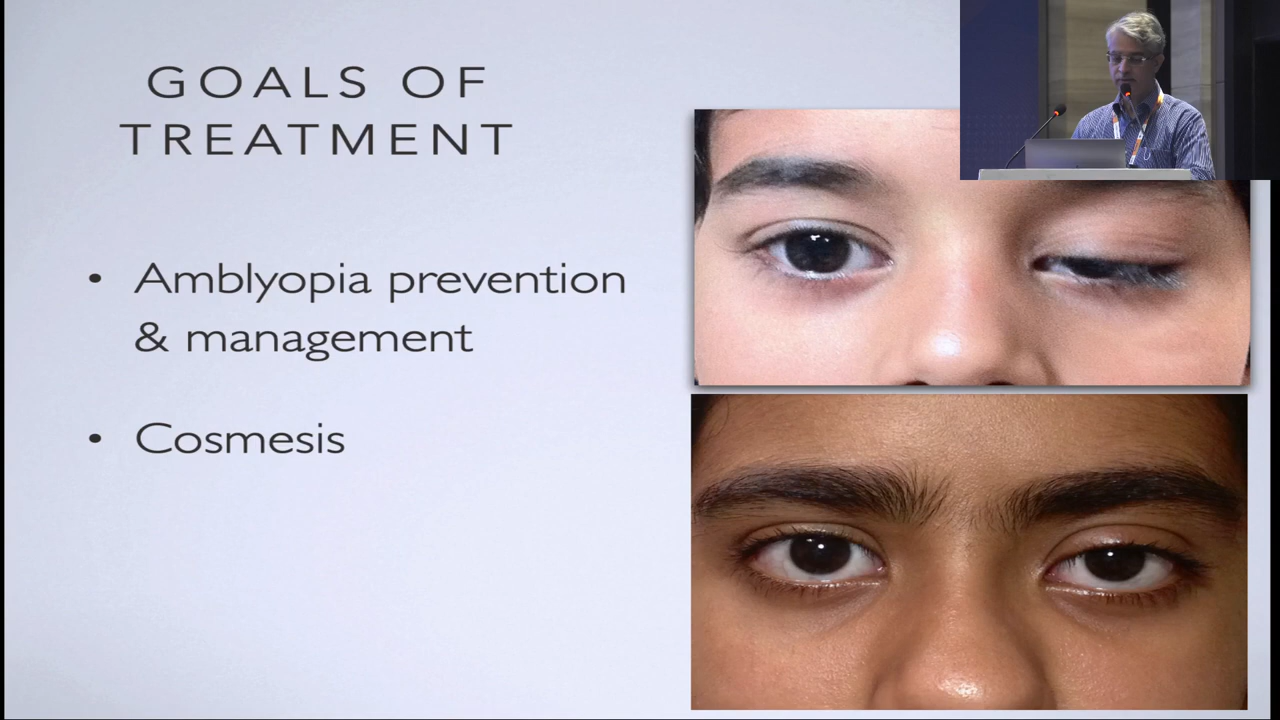 GOALS OF
TREATMENT
• Amblyopia prevention
& management
• Cosmesis